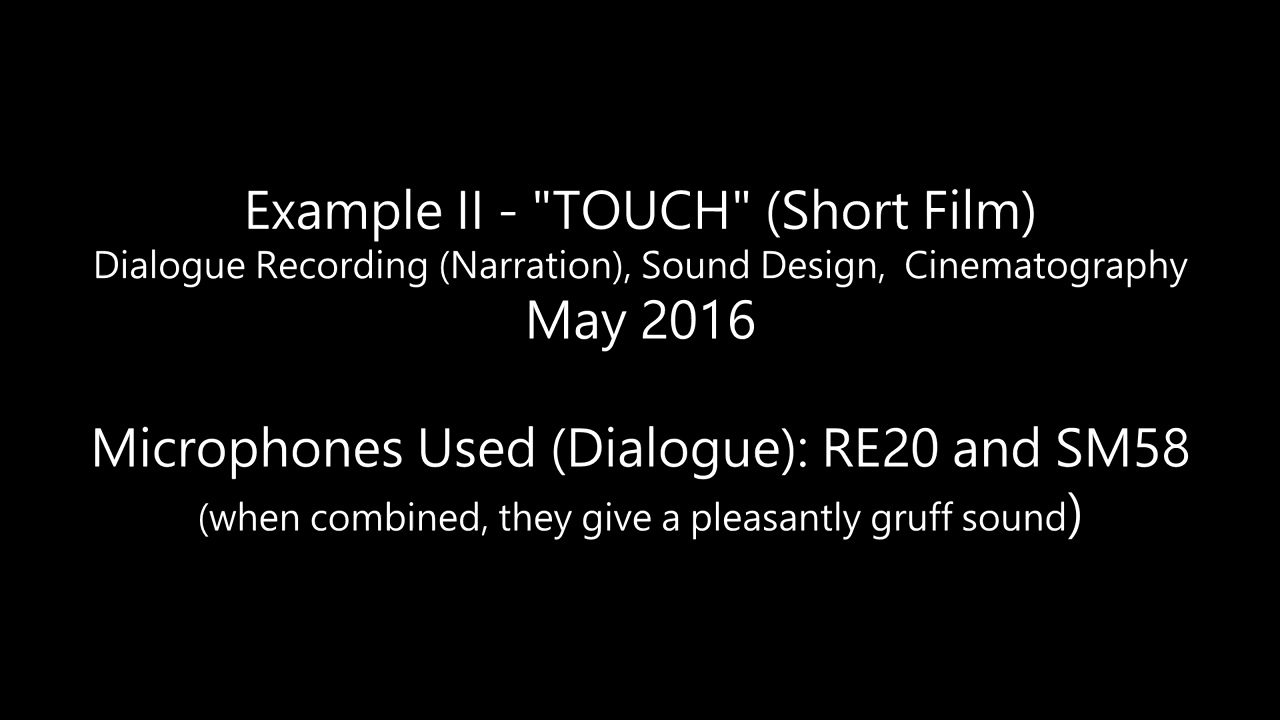 Example II - "TOUCH" (Short Film)
Dialogue Recording (Narration), Sound Design,  Cinematography
May 2016
Microphones Used (Dialogue): RE20 and SM58
(when combined, they give a pleasantly gruff sound)